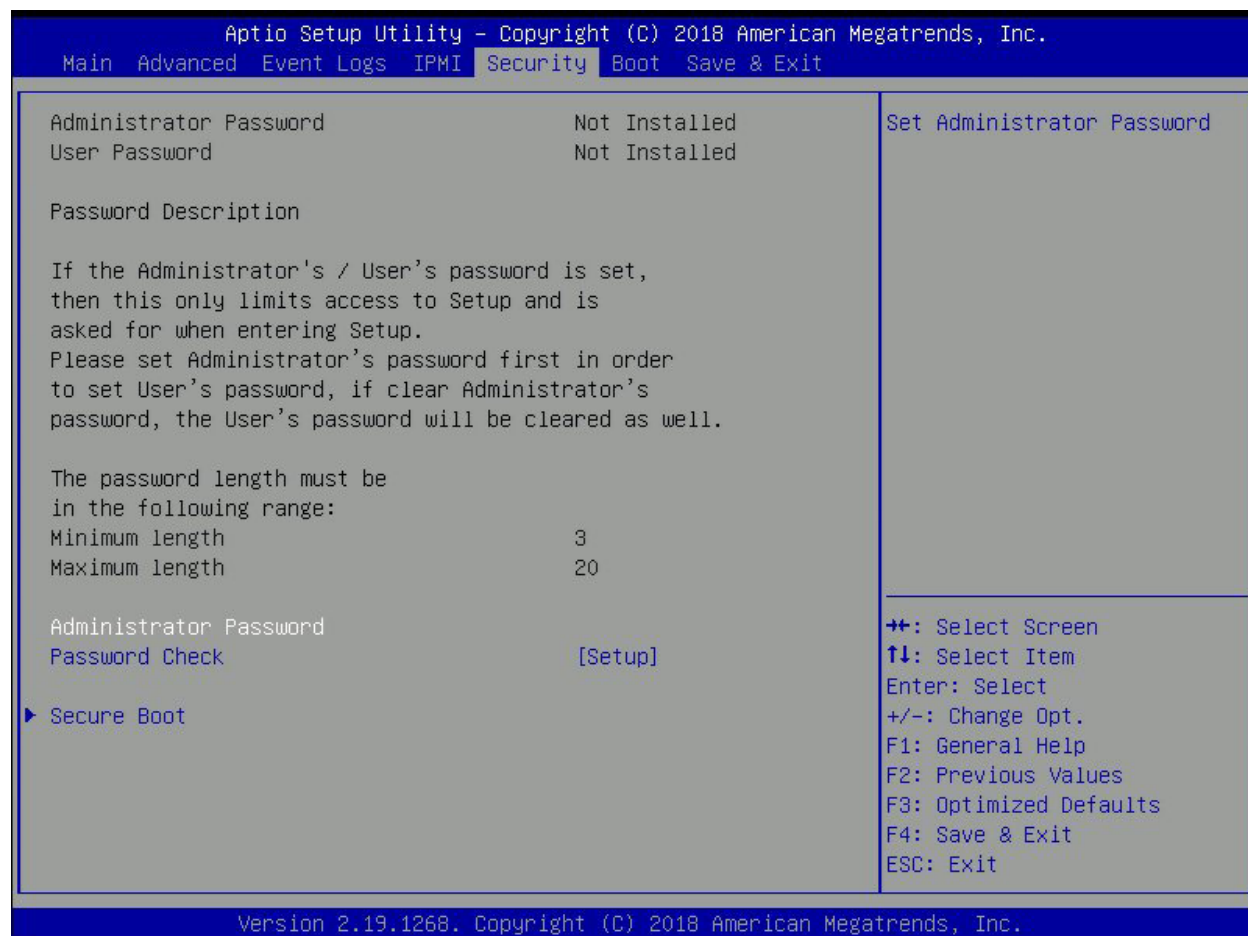 Aptio Setup Utility – Copyright (C) 2018 American Megatrends, Inc.
Main Advanced Event Logs IPMI Security Boot Save & Exit
Administrator Password Not Installed
User Password Not Installed
Password Description
If the Administrator's / User’s password is set,
then this only limits access to Setup and is
asked for when entering Setup.
Please set Administrator’s password first in order
to set User’s password, if clear Administrator’s
password, the User’s password will be cleared as well.
The password length must be
in the following range:
Minimum length 3
Maximum length 20
Administrator Password
Password Check [Setup]
▶ Secure Boot
Set Administrator Password
→←: Select Screen
↑↓: Select Item
Enter: Select
+/-: Change Opt.
F1: General Help
F2: Previous Values
F3: Optimized Defaults
F4: Save & Exit
ESC: Exit
Version 2.19.1268. Copyright (C) 2018 American Megatrends, Inc.